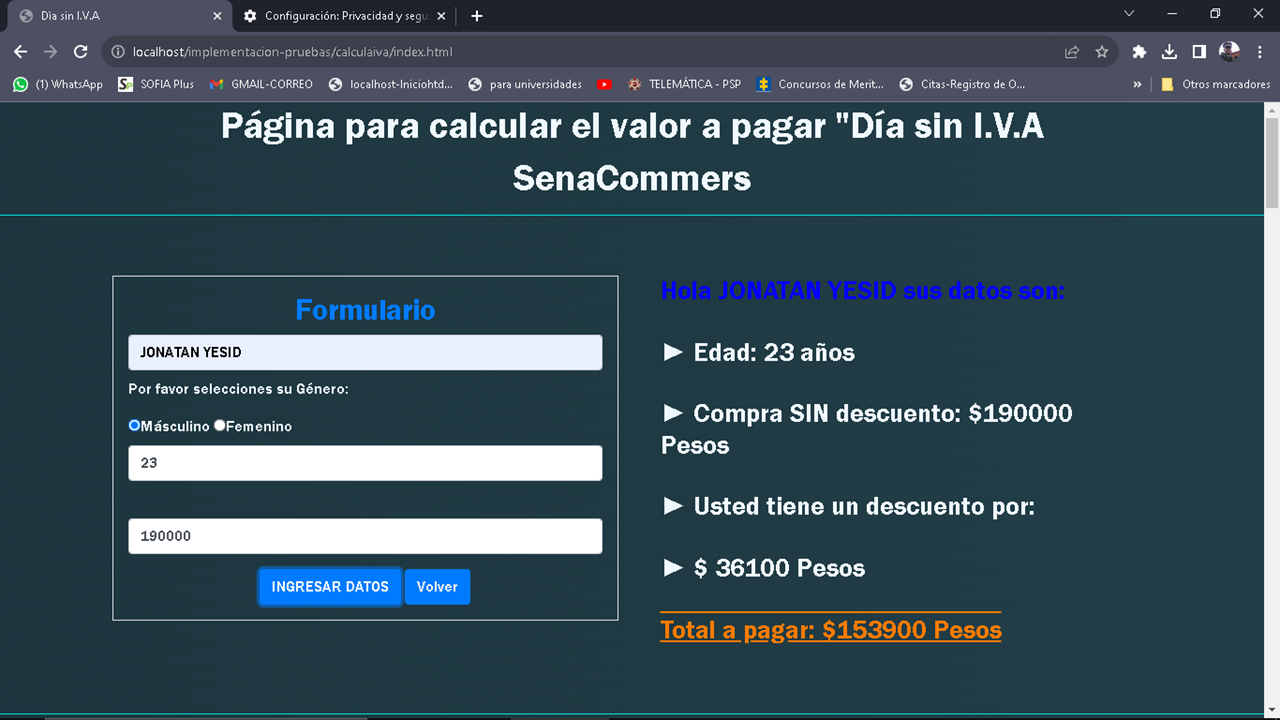 Día sin I.V.A
Configuración: Privacidad y segu
localhost/implementacion-pruebas/calculaiva/index.html
(1) WhatsApp
SOFIA Plus
GMAIL-CORREO
localhost-Iniciohtd...
para universidades
TELEMÁTICA - PSP
Concursos de Merit...
Citas-Registro de O...
»
Otros marcadores
Página para calcular el valor a pagar "Día sin I.V.A
SenaCommers
Formulario
JONATAN YESID
Por favor selecciones su Género:
Másculino Femenino
23
190000
INGRESAR DATOS Volver
Hola JONATAN YESID sus datos son:
► Edad: 23 años
► Compra SIN descuento: $190000
Pesos
► Usted tiene un descuento por:
► $ 36100 Pesos
Total a pagar: $153900 Pesos